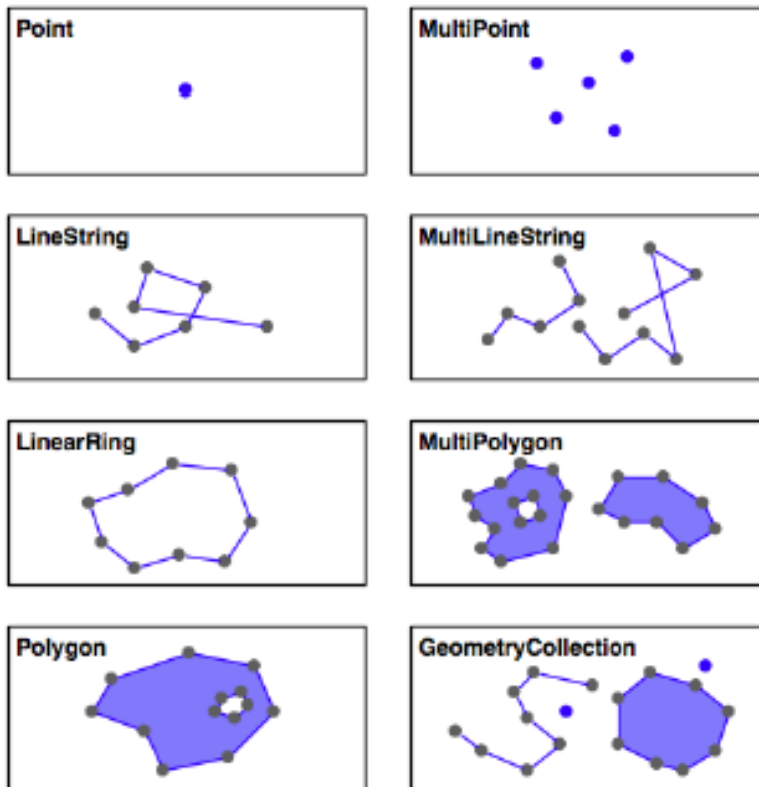 Point
MultiPoint
LineString
MultiLineString
LinearRing
MultiPolygon
Polygon
GeometryCollection